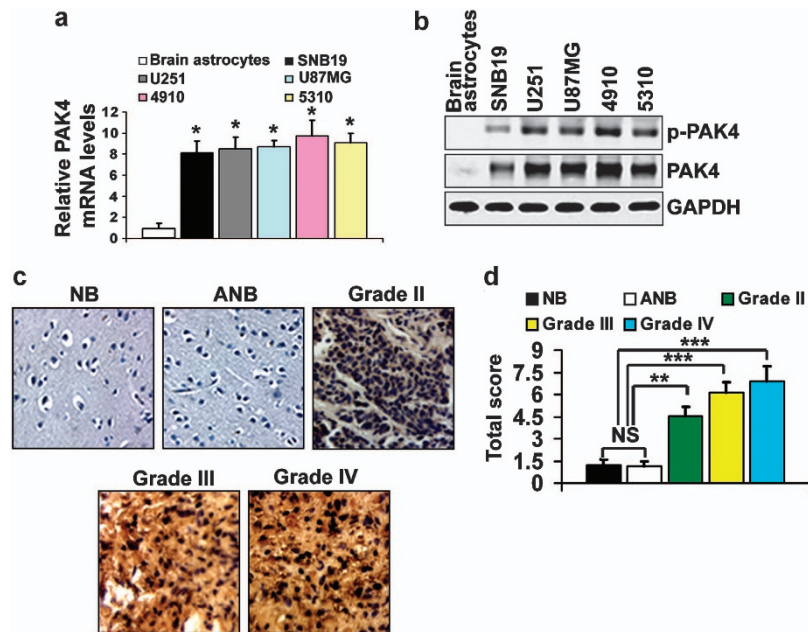 a
Brain astrocytes
SNB19
U251
U87MG
4910
5310
Relative PAK4
mRNA levels
12
10
8
6
4
2
0
* * * * *
b
Brain
astrocytes
SNB19
U251
U87MG
4910
5310
p-PAK4
PAK4
GAPDH
c
NB
ANB
Grade II
Grade III
Grade IV
d
NB
ANB
Grade II
Grade III
Grade IV
Total score
9
7.5
6
4.5
3
1.5
0
***
***
**
NS